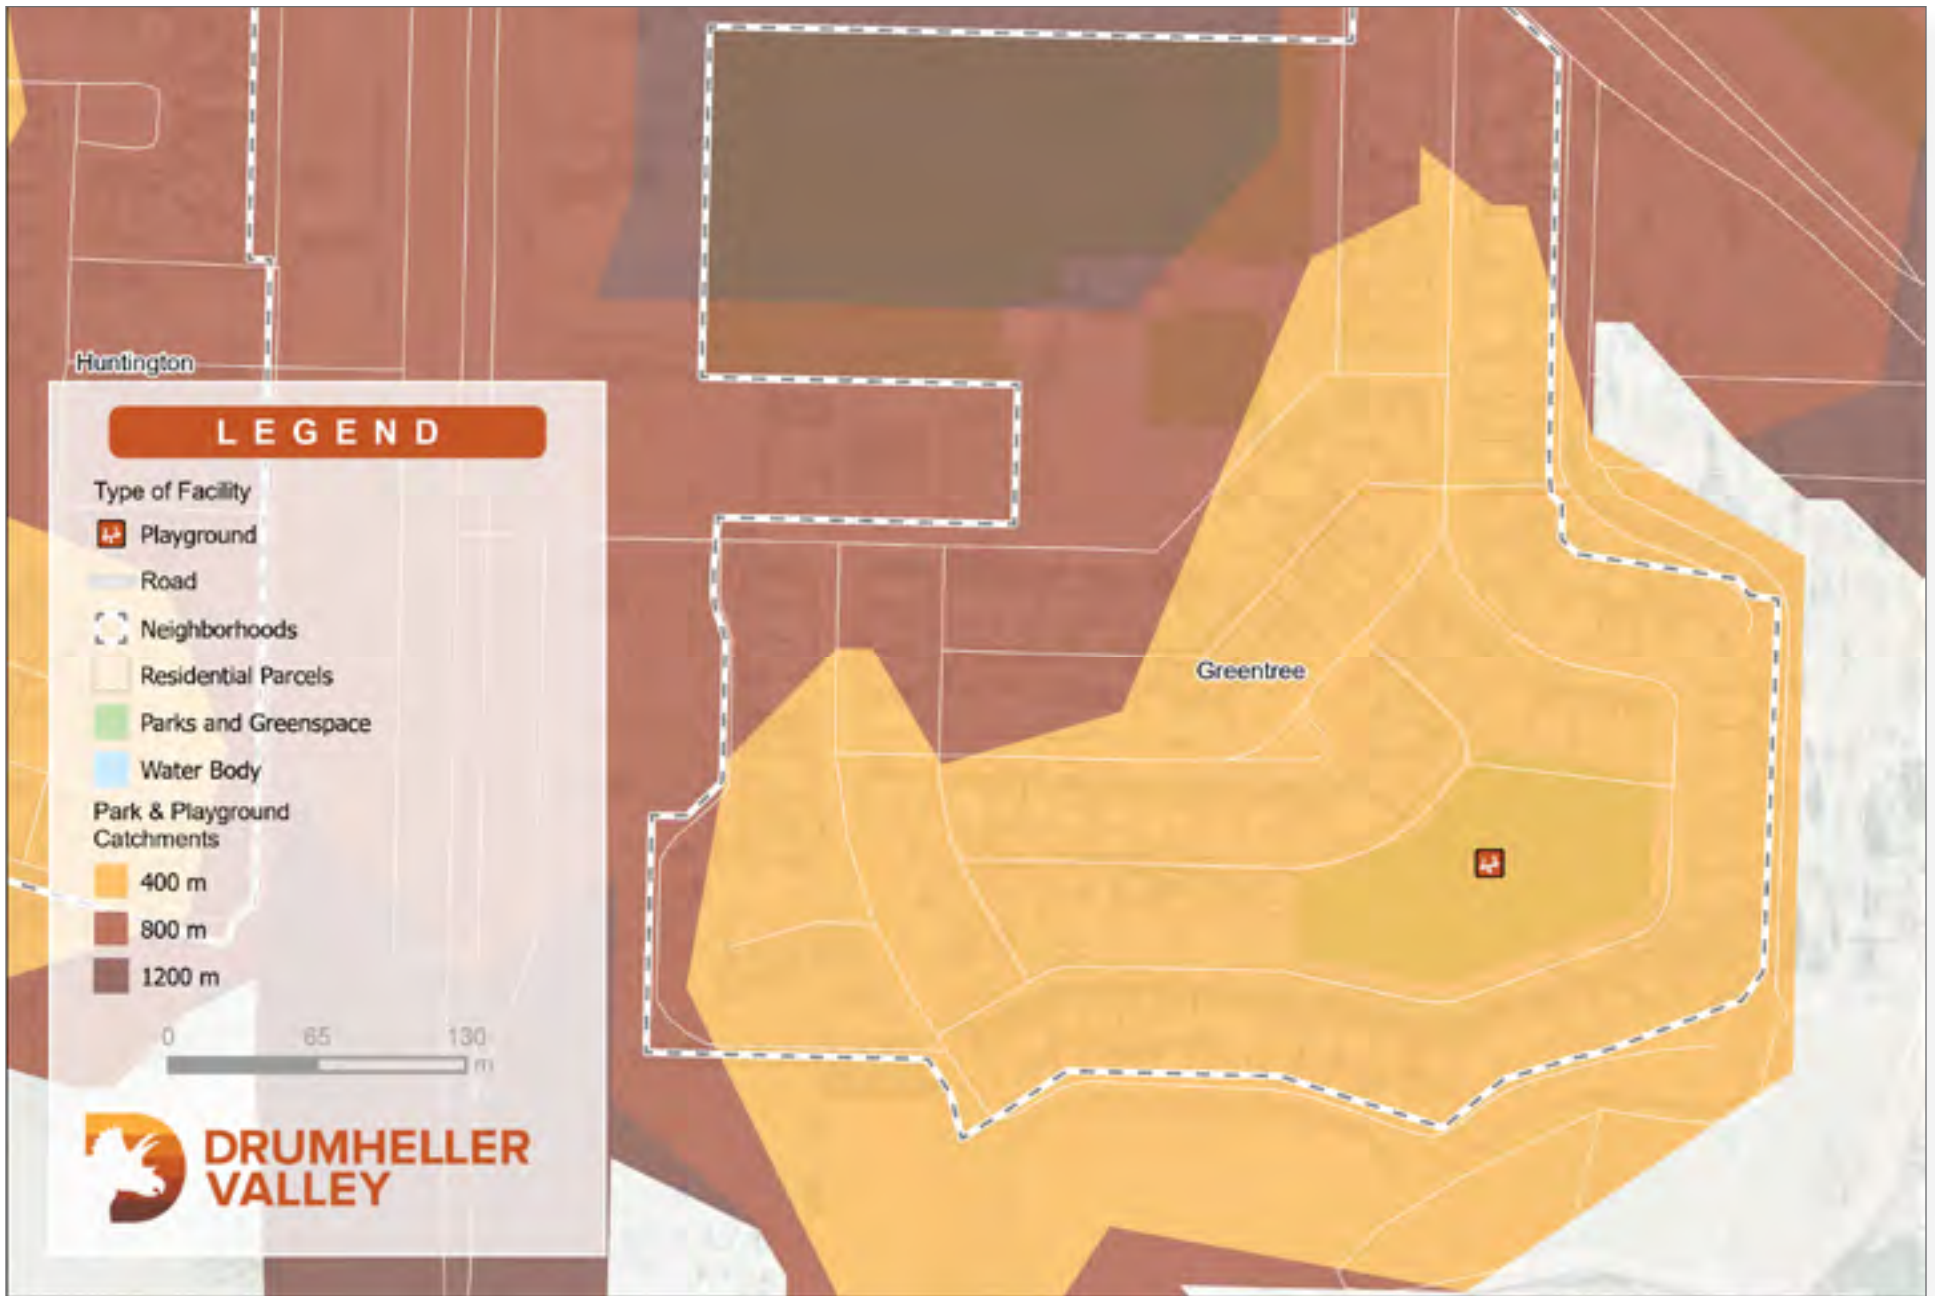 Huntington
LEGEND
Type of Facility
Playground
Road
Neighborhoods
Residential Parcels
Parks and Greenspace
Water Body
Park & Playground
Catchments
400 m
800 m
1200 m
0 65 130
m
DRUMHELLER
VALLEY
Greentree